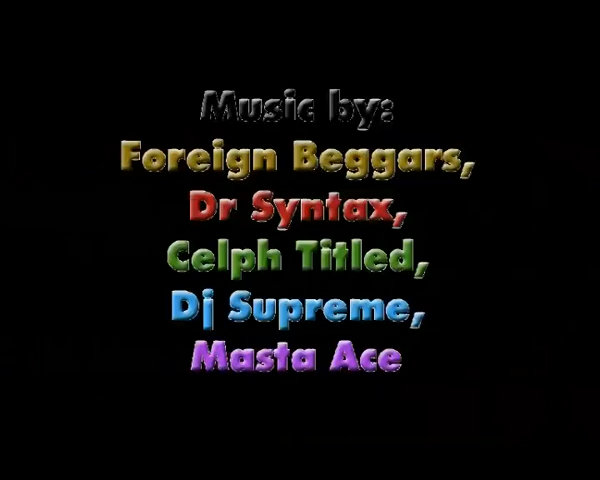 Music by:
Foreign Beggars,
Dr Syntax,
Celph Titled,
Dj Supreme,
Masta Ace